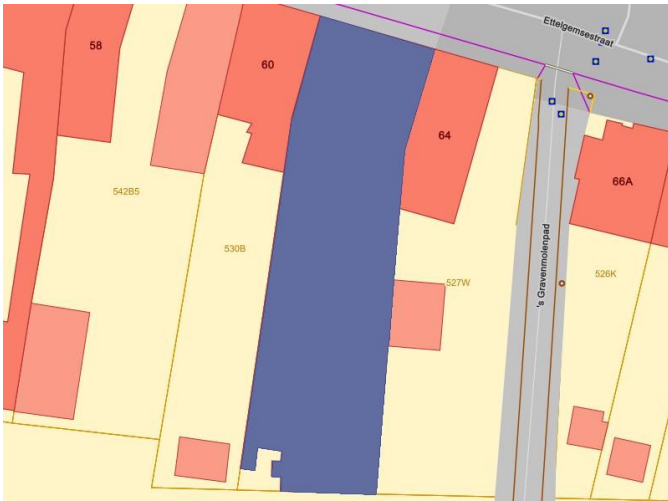 Ettelgemsestraat
58
60
64
66A
542B5
530B
527W
526K
's Gravenmolenpad